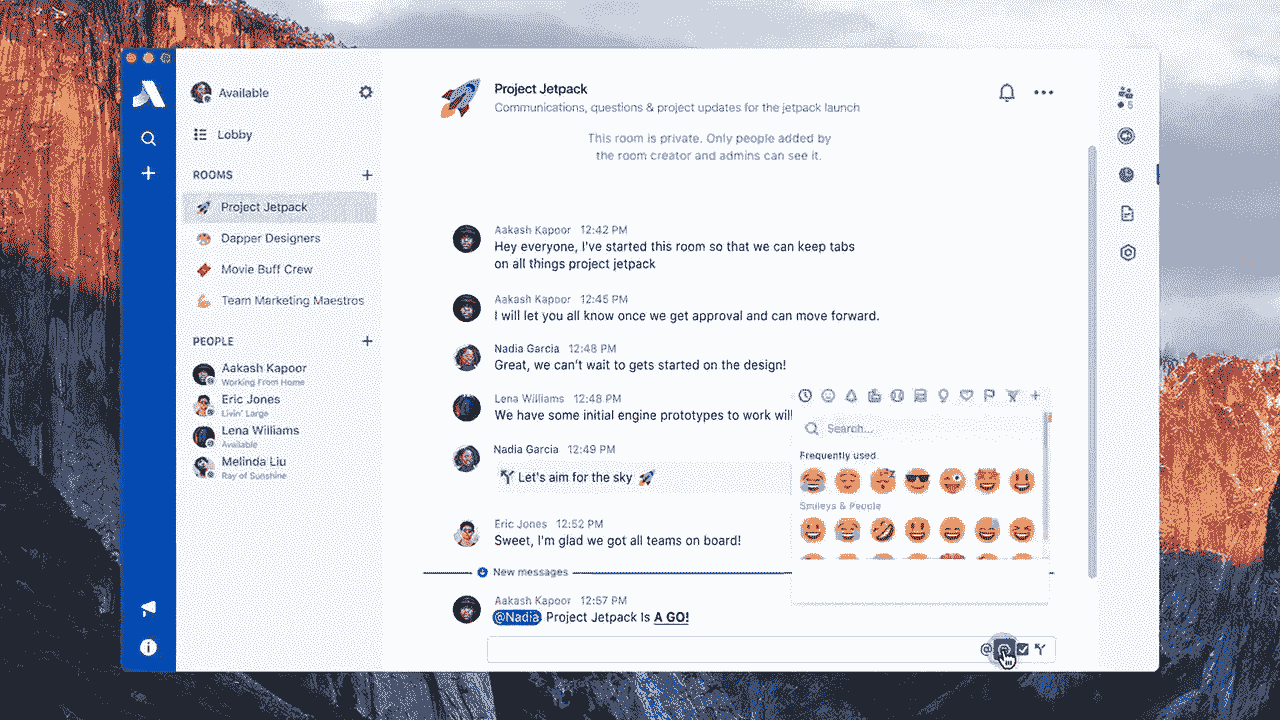 Available
Lobby
ROOMS
Project Jetpack
Dapper Designers
Movie Buff Crew
Team Marketing Maestros
PEOPLE
Aakash Kapoor
Working From Home
Eric Jones
Livin' Large
Lena Williams
Available
Melinda Liu
Ray of Sunshine
Project Jetpack
Communications, questions & project updates for the jetpack launch
This room is private. Only people added by
the room creator and admins can see it.
Aakash Kapoor 12:42 PM
Hey everyone, I've started this room so that we can keep tabs
on all things project jetpack
Aakash Kapoor 12:45 PM
I will let you all know once we get approval and can move forward.
Nadia Garcia 12:48 PM
Great, we can't wait to gets started on the design!
Lena Williams 12:48 PM
We have some initial engine prototypes to work
Nadia Garcia 12:49 PM
Let's aim for the sky 🚀
Eric Jones 12:52 PM
Sweet, I'm glad we got all teams on board!
New messages
Aakash Kapoor 12:57 PM
@Nadia Project Jetpack Is A GO!
Search...
Frequently used.
Smileys & People
@
5